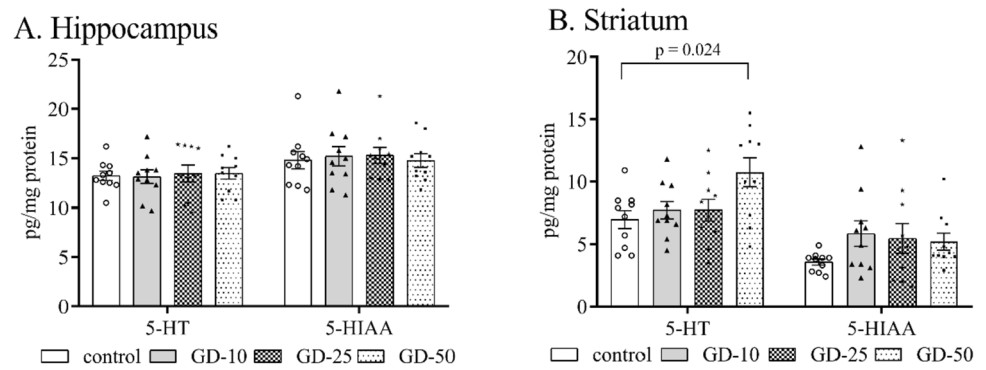 A. Hippocampus
25
20
15
10
5
0
pg/mg protein
5-HT 5-HIAA
control GD-10 GD-25 GD-50
B. Striatum
p = 0.024
20
15
10
5
0
pg/mg protein
5-HT 5-HIAA
control GD-10 GD-25 GD-50